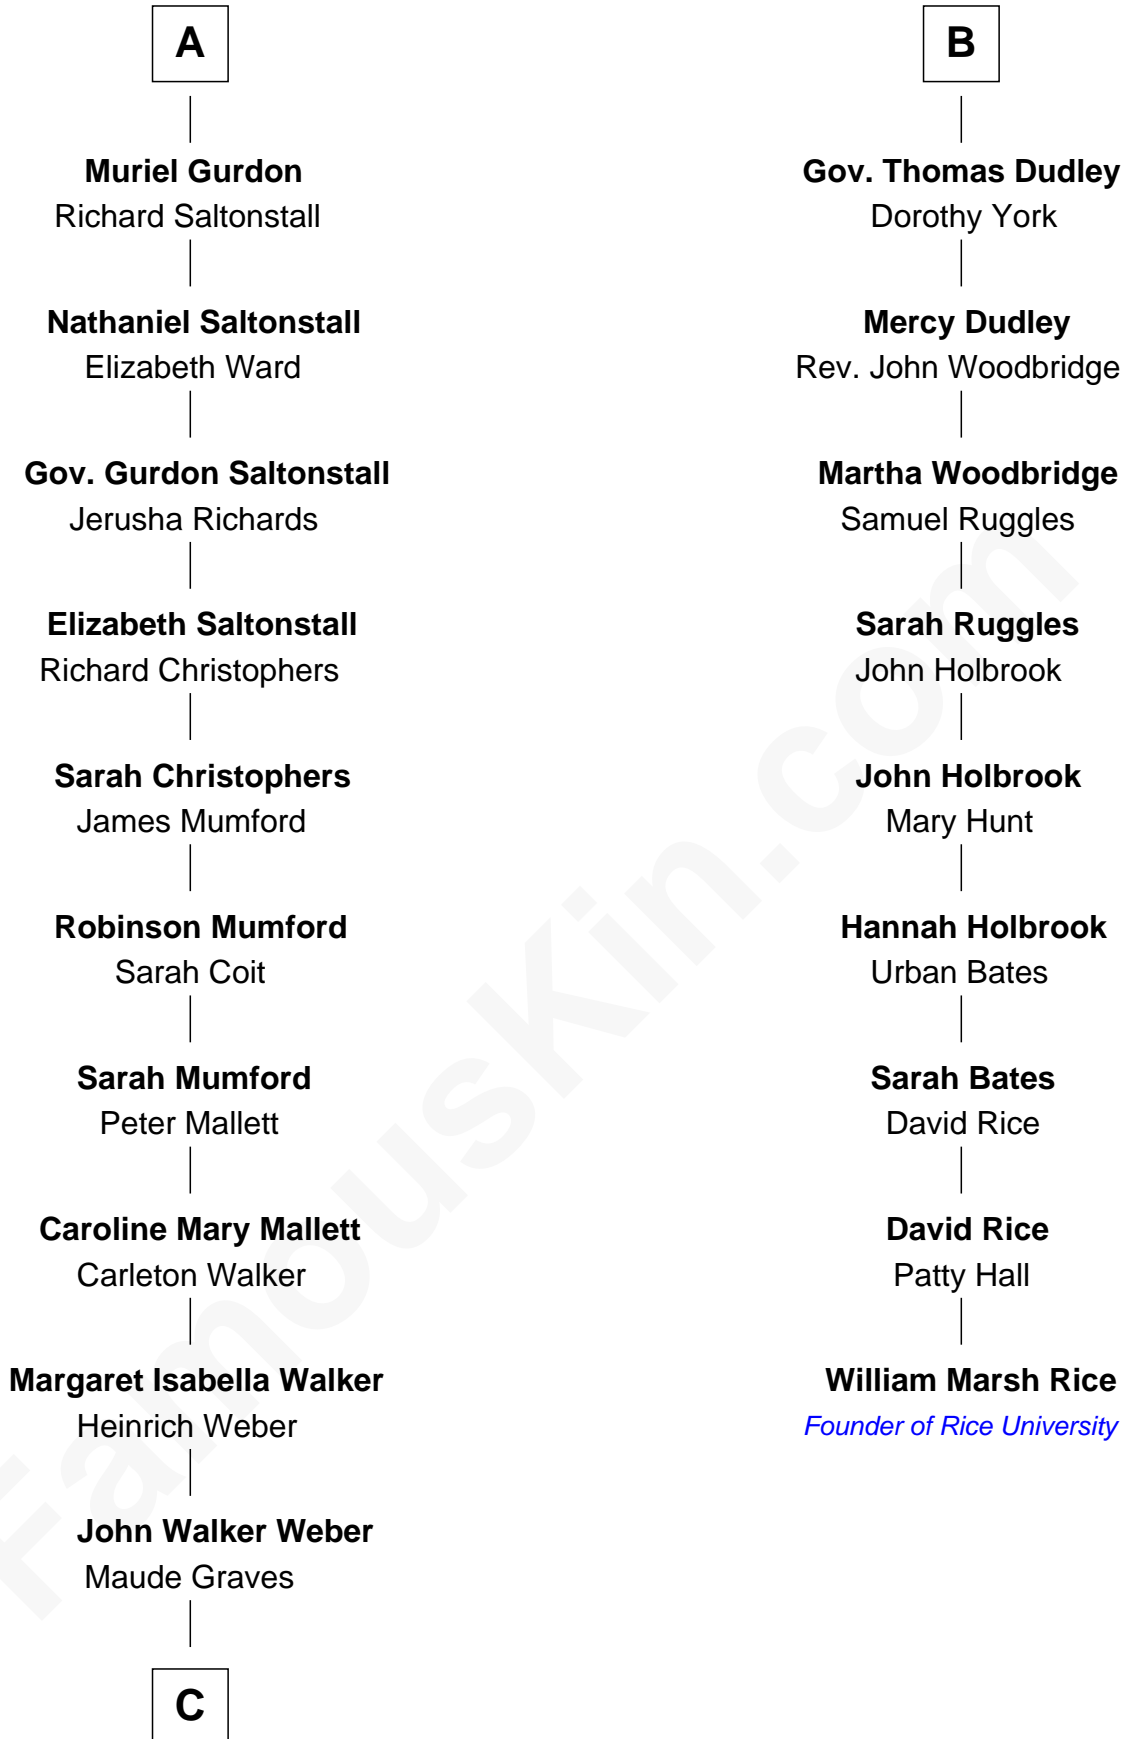 A
Muriel Gurdon
Richard Saltonstall
Nathaniel Saltonstall
Elizabeth Ward
Gov. Gurdon Saltonstall
Jerusha Richards
Elizabeth Saltonstall
Richard Christophers
Sarah Christophers
James Mumford
Robinson Mumford
Sarah Coit
Sarah Mumford
Peter Mallett
Caroline Mary Mallett
Carleton Walker
Margaret Isabella Walker
Heinrich Weber
John Walker Weber
Maude Graves
C
B
Gov. Thomas Dudley
Dorothy York
Mercy Dudley
Rev. John Woodbridge
Martha Woodbridge
Samuel Ruggles
Sarah Ruggles
John Holbrook
John Holbrook
Mary Hunt
Hannah Holbrook
Urban Bates
Sarah Bates
David Rice
David Rice
Patty Hall
William Marsh Rice
Founder of Rice University
FamousKin.com